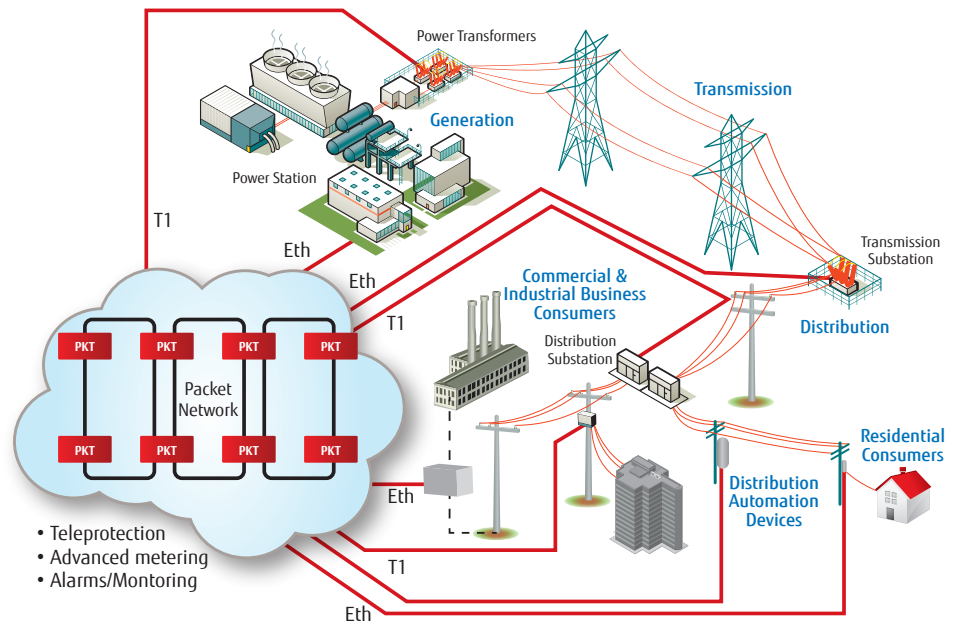 Power Transformers
Transmission
Generation
Power Station
T1
Eth
Eth
T1
Transmission
Substation
Commercial &
Industrial Business
Consumers
Distribution
Distribution
Substation
PKT
PKT
PKT
PKT
Packet
Network
PKT
PKT
PKT
PKT
Residential
Consumers
Distribution
Automation
Devices
Eth
• Teleprotection
• Advanced metering
• Alarms/Montoring
T1
Eth